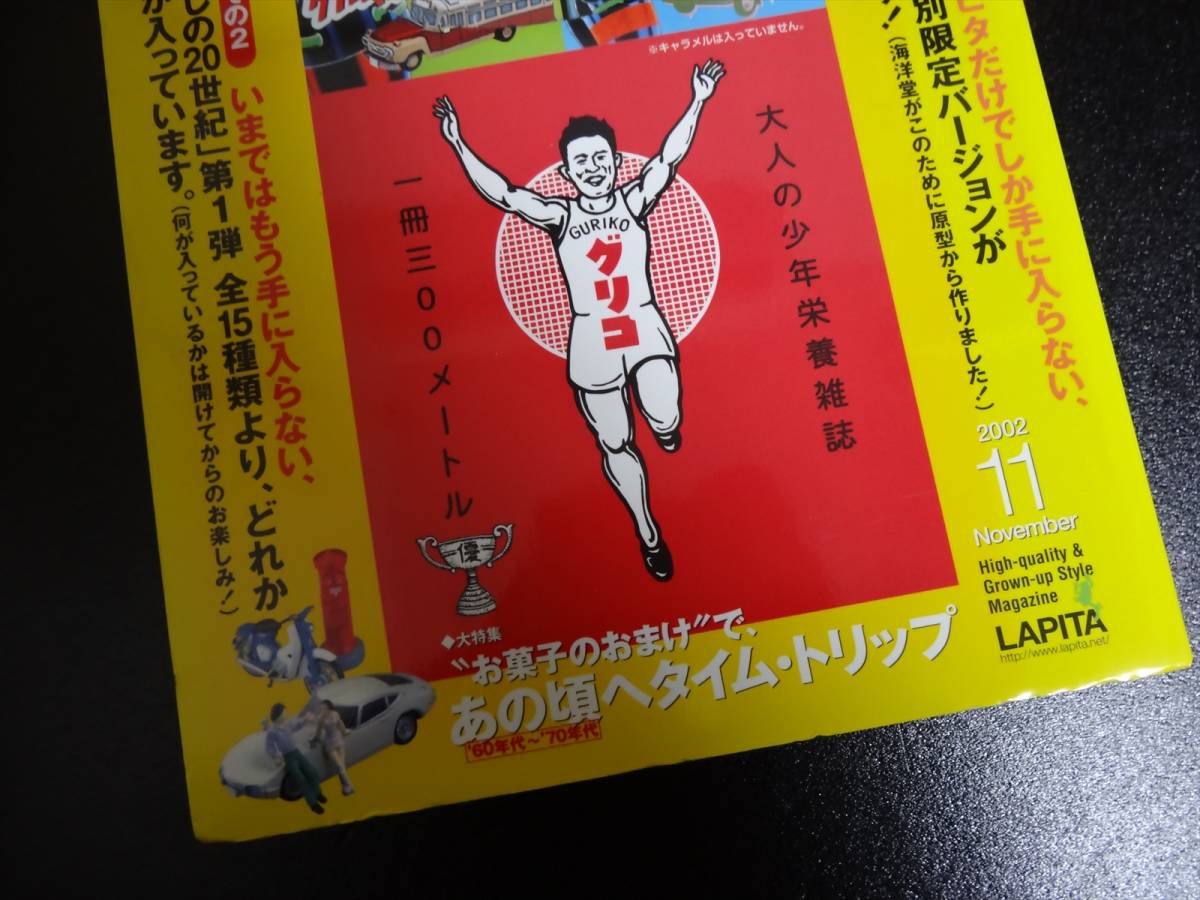 ※キャラメルは入っていません。
ピタだけでしか手に入らない、
別限定バージョンが
(海洋堂がこのために原型から作りました!)
大人の少年栄養雑誌
GURIKO
グリコ
一冊三〇〇メートル
優
その2
いまではもう手に入らない、
しの20世紀」第1弾 全15種類より、どれか
が入っています。(何が入っているかは開けてからのお楽しみ!)
2002
11
November
High-quality &
Grown-up Style
Magazine
LAPITA
http://www.lapita.net/
◆大特集
“お菓子のおまけ”で、
あの頃へタイム・トリップ
'60年代~'70年代